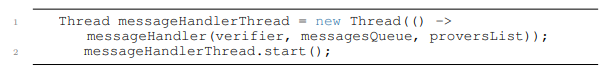 1 Thread messageHandlerThread = new Thread(() ->
messageHandler(verifier, messagesQueue, proversList));
2 messageHandlerThread.start();